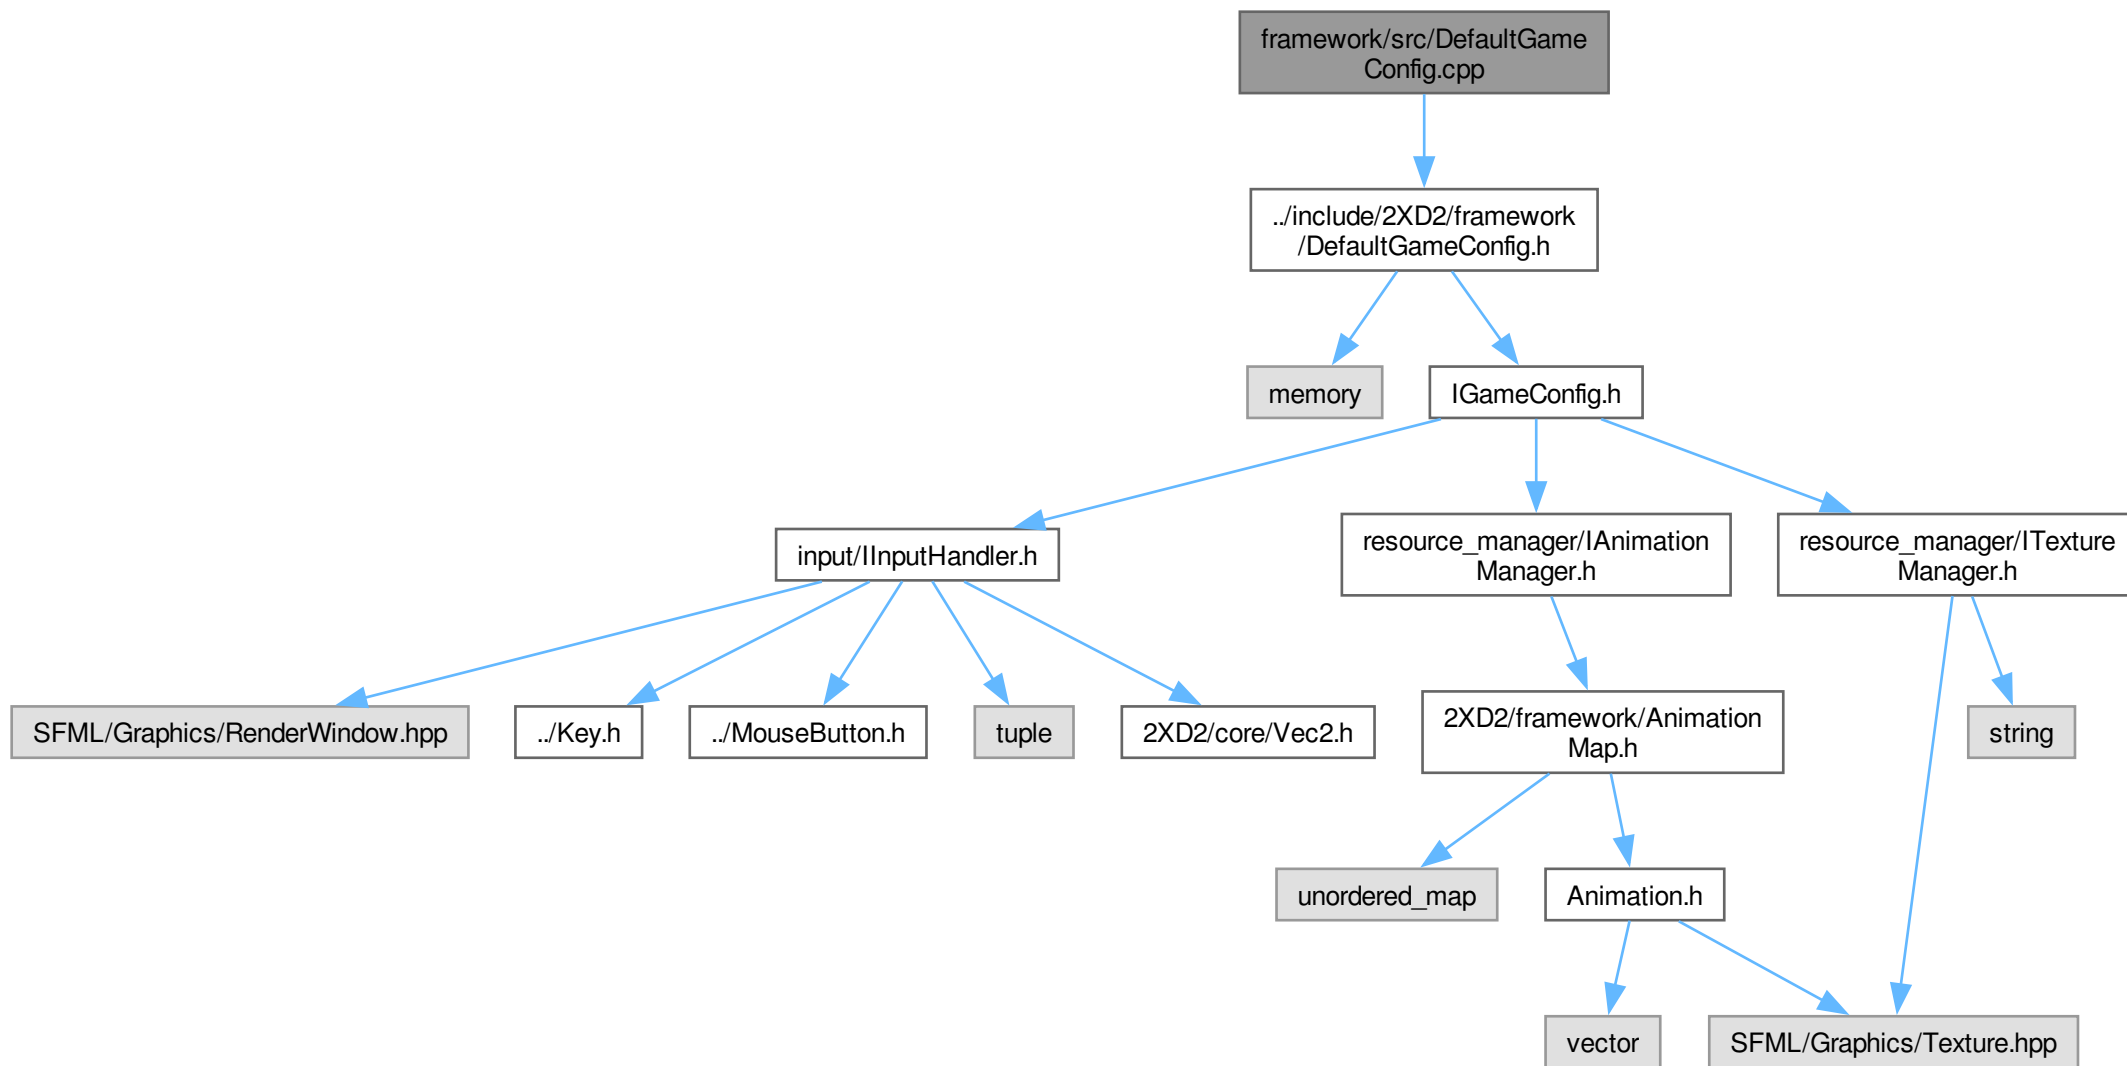 framework/src/DefaultGame
Config.cpp
../include/2XD2/framework
/DefaultGameConfig.h
memory
IGameConfig.h
input/IInputHandler.h
resource_manager/IAnimation
Manager.h
resource_manager/ITexture
Manager.h
SFML/Graphics/RenderWindow.hpp
../Key.h
../MouseButton.h
tuple
2XD2/core/Vec2.h
2XD2/framework/Animation
Map.h
string
unordered_map
Animation.h
vector
SFML/Graphics/Texture.hpp